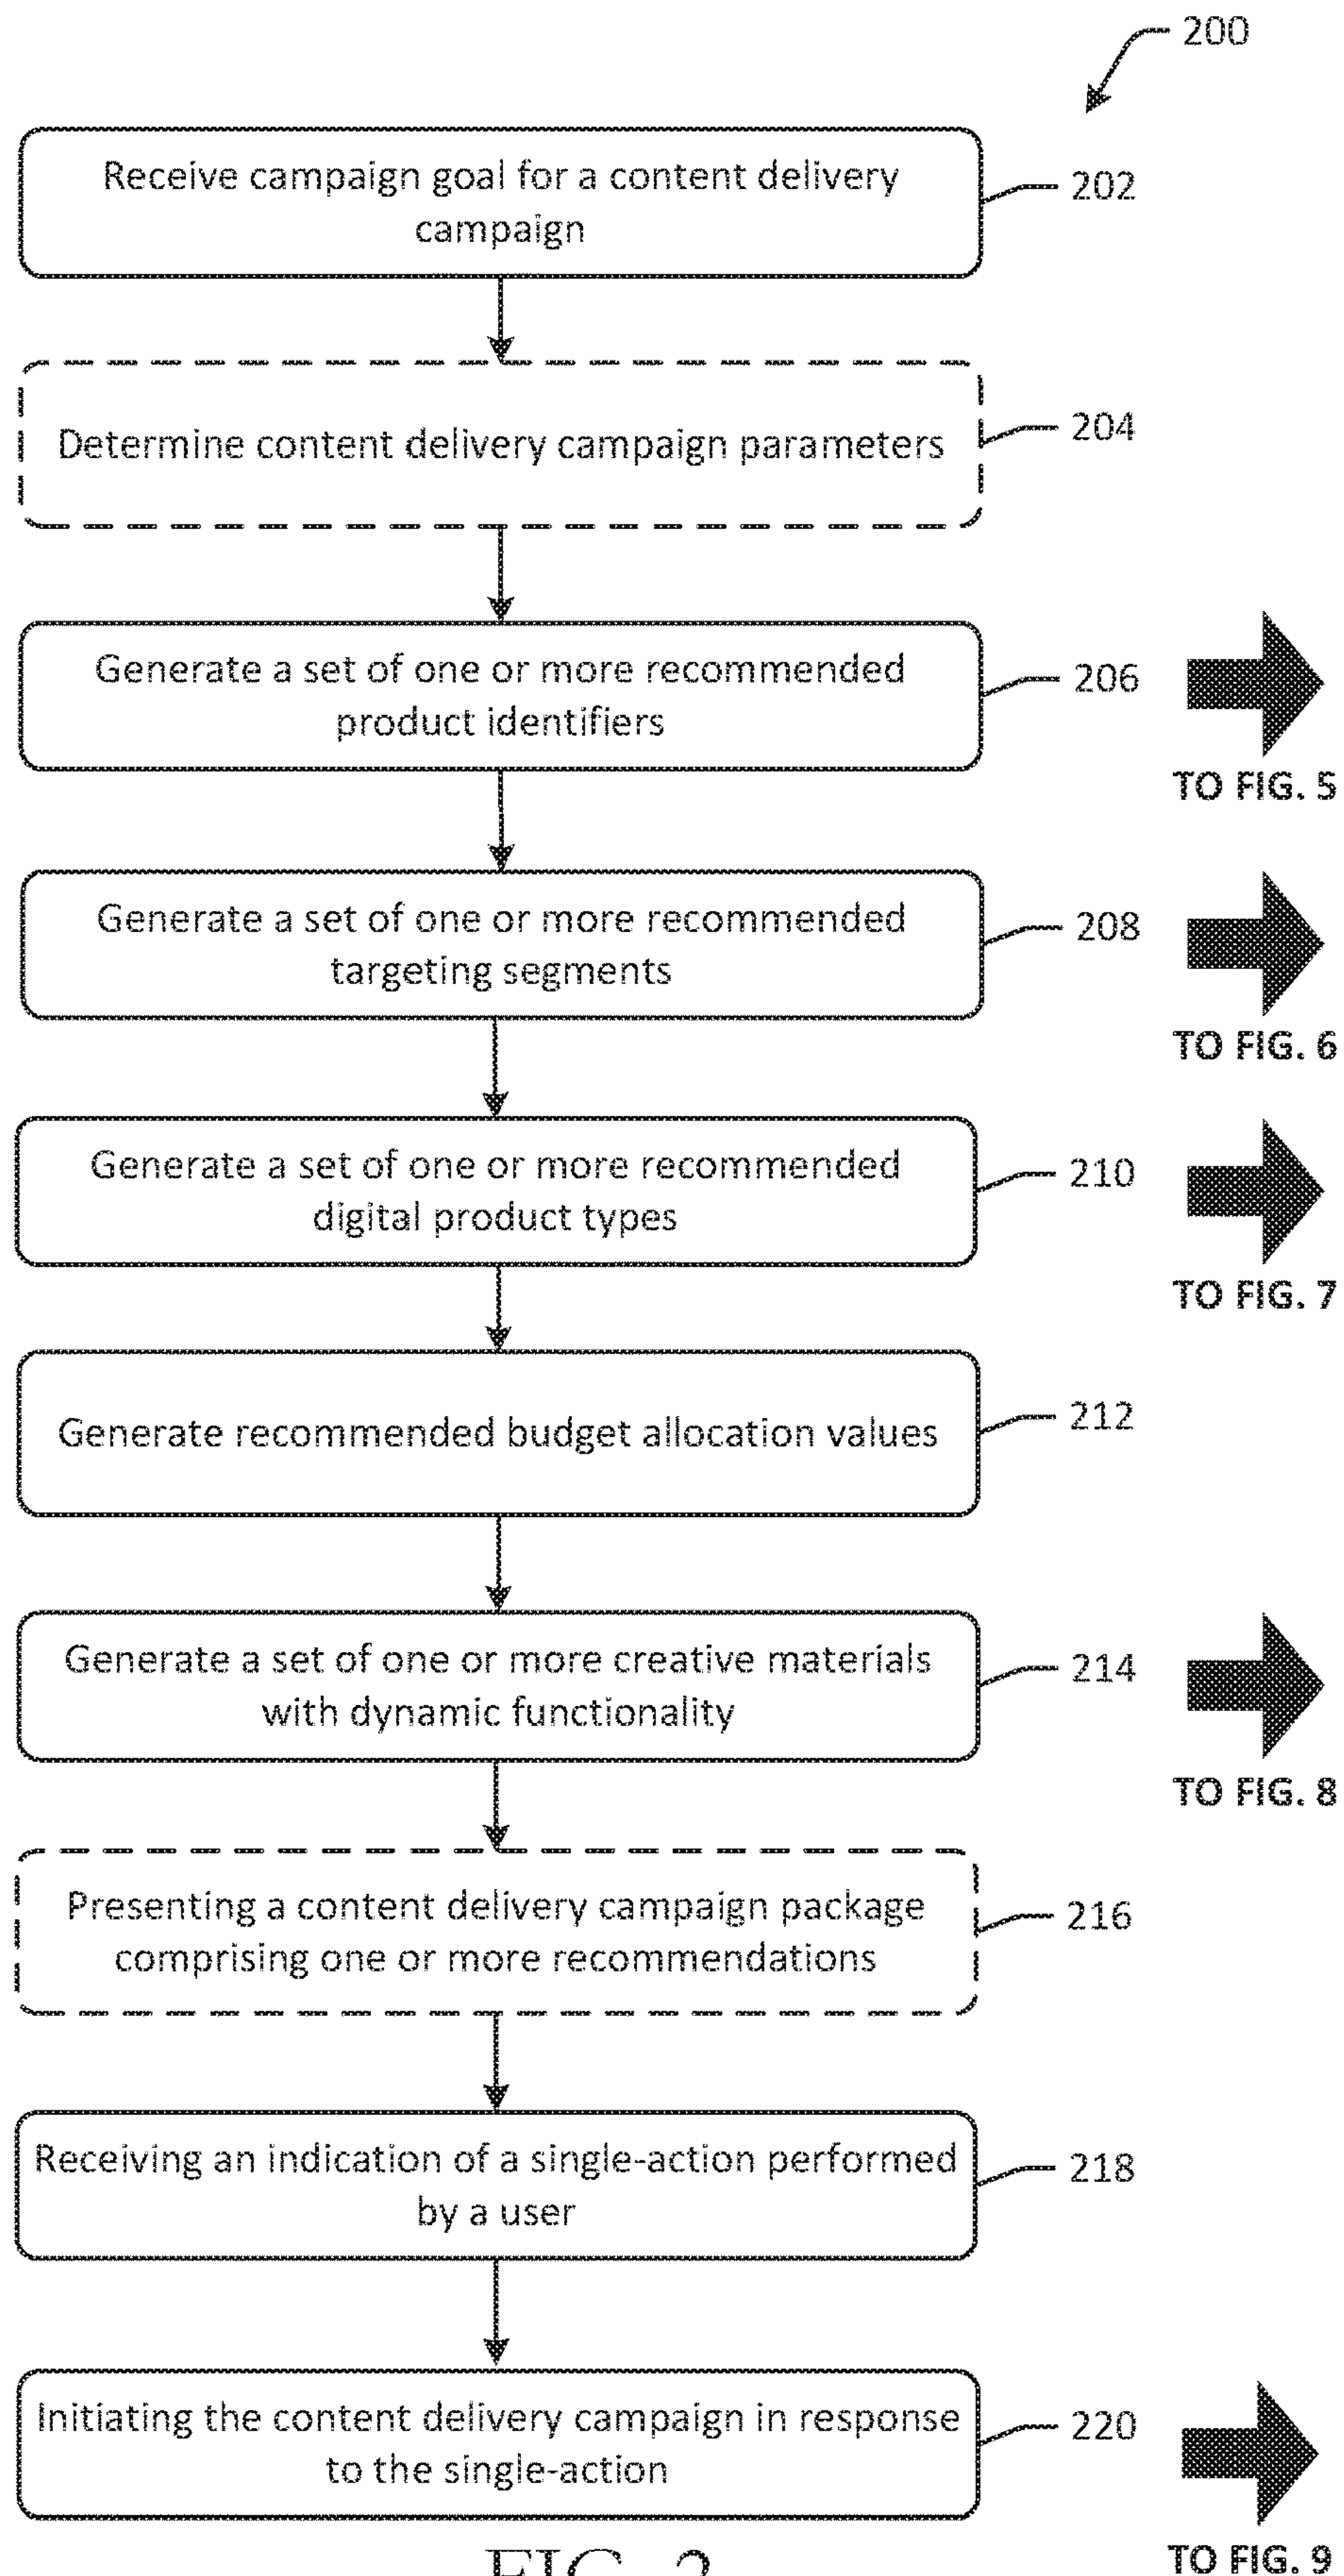 200
Receive campaign goal for a content delivery
campaign
202
Determine content delivery campaign parameters
204
Generate a set of one or more recommended
product identifiers
206
TO FIG. 5
Generate a set of one or more recommended
targeting segments
208
TO FIG. 6
Generate a set of one or more recommended
digital product types
210
TO FIG. 7
Generate recommended budget allocation values
212
Generate a set of one or more creative materials
with dynamic functionality
214
TO FIG. 8
Presenting a content delivery campaign package
comprising one or more recommendations
216
Receiving an indication of a single-action performed
by a user
218
Initiating the content delivery campaign in response
to the single-action
220
TO FIG. 9
FIG. 2